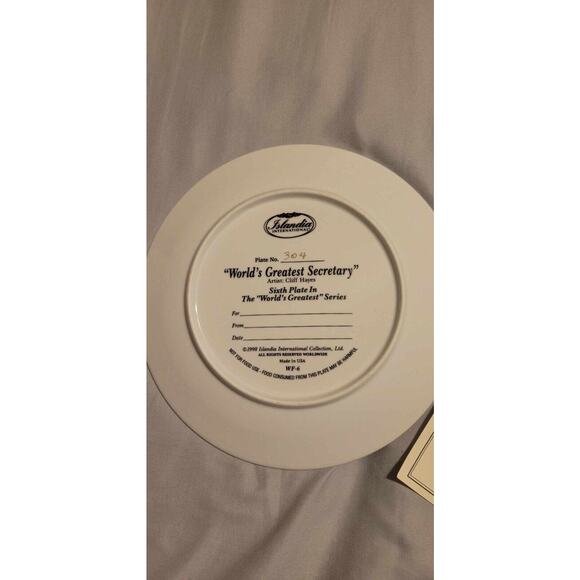 Islandia
INTERNATIONAL
Plate No. 304
"World's Greatest Secretary"
Artist: Cliff Hayes
Sixth Plate In
The "World's Greatest" Series
For
From
Date
©1998 Islandia International Collection, Ltd.
ALL RIGHTS RESERVED WORLDWIDE
Made in USA
WP-6
NOT FOR FOOD USE - FOOD CONSUMED FROM THIS PLATE MAY BE HARMFUL